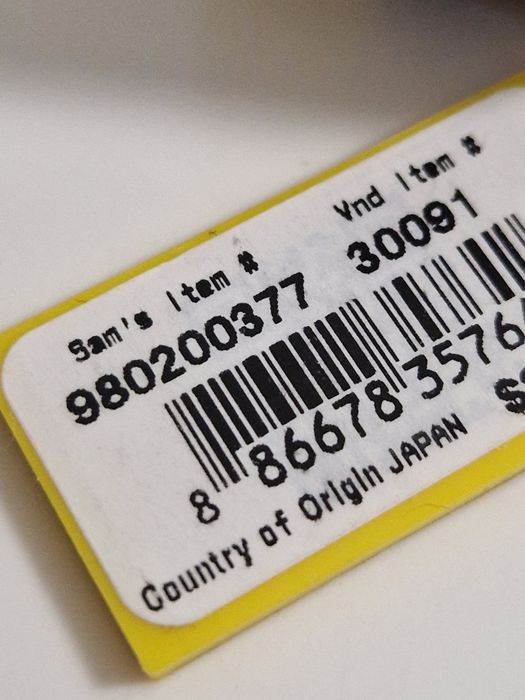 Sam's Item # Vnd Item #
980200377 30091
8 86678 3576
Country of Origin JAPAN